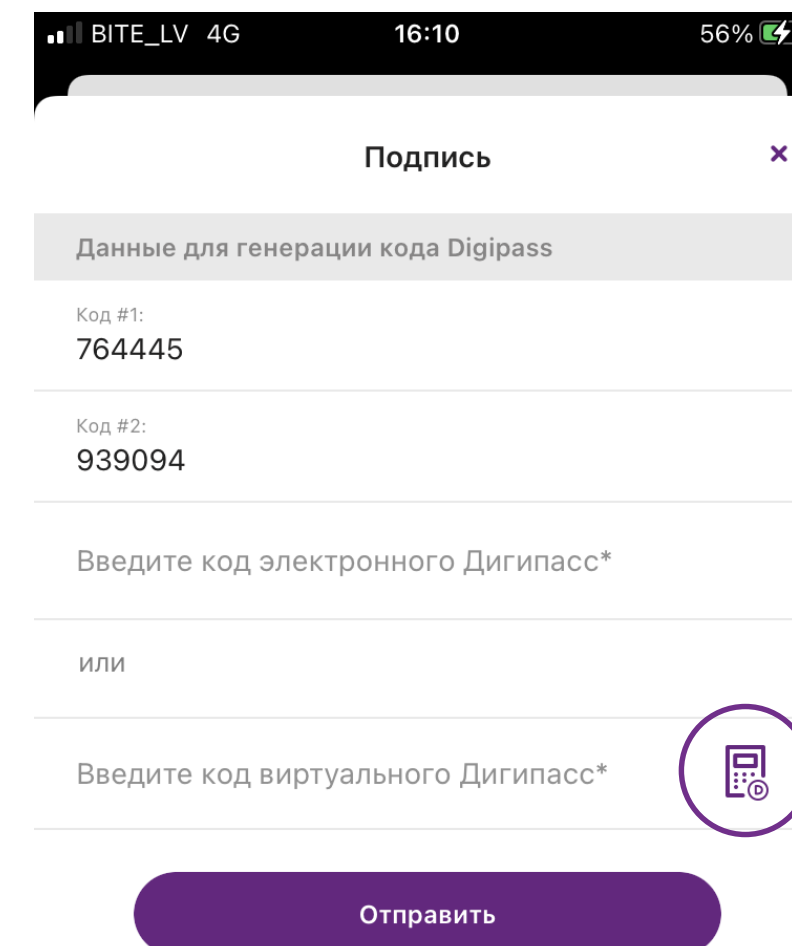 BITE_LV 4G 16:10 56%
Подпись ×
Данные для генерации кода Digipass
Код #1:
764445
Код #2:
939094
Введите код электронного Дигипасс*
или
Введите код виртуального Дигипасс*
D
Отправить